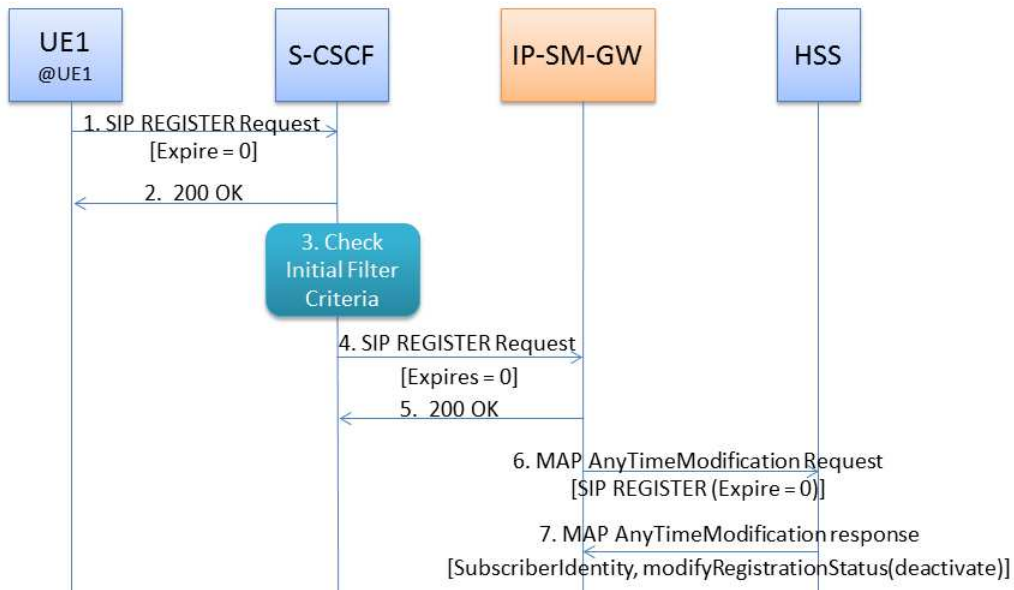 UE1
@UE1
S-CSCF
IP-SM-GW
HSS
1. SIP REGISTER Request
[Expire = 0]
2. 200 OK
3. Check
Initial Filter
Criteria
4. SIP REGISTER Request
[Expires = 0]
5. 200 OK
6. MAP AnyTimeModification Request
[SIP REGISTER (Expire = 0)]
7. MAP AnyTimeModification response
[SubscriberIdentity, modifyRegistrationStatus(deactivate)]